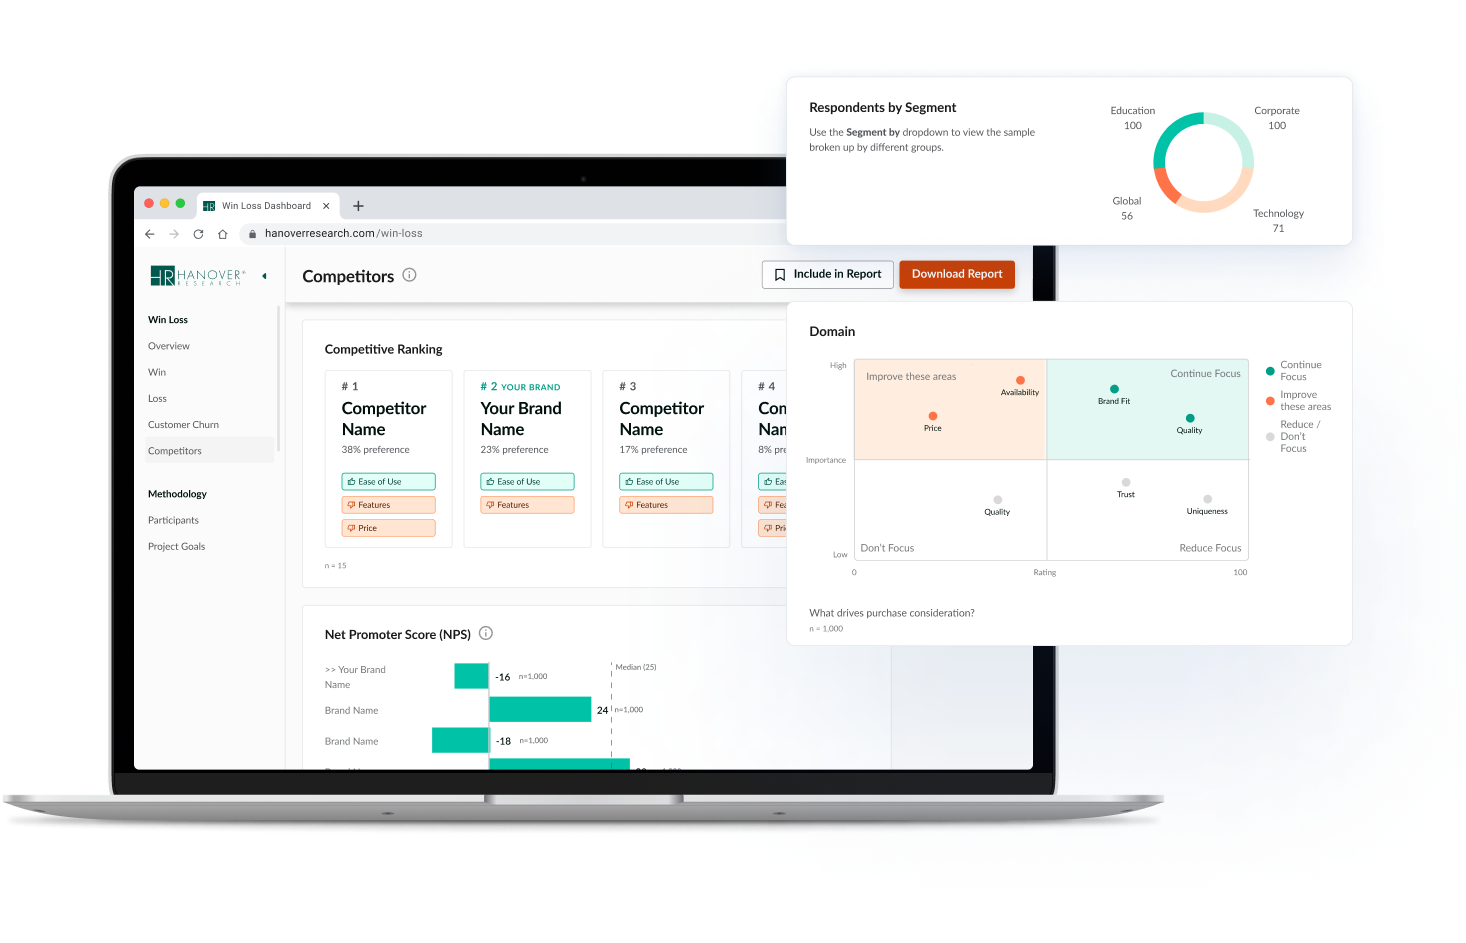 Respondents by Segment
Use the Segment by dropdown to view the sample
broken up by different groups.
Education
100
Corporate
100
Global
56
Technology
71
Win Loss Dashboard
hanoverresearch.com/win-loss
HR HANOVER®
RESEARCH
Competitors
Include in Report
Download Report
Win Loss
Overview
Win
Loss
Customer Churn
Competitors
Methodology
Participants
Project Goals
Competitive Ranking
# 1
Competitor
Name
38% preference
Ease of Use
Features
Price
# 2 YOUR BRAND
Your Brand
Name
23% preference
Ease of Use
Features
# 3
Competitor
Name
17% preference
Ease of Use
Features
# 4
8% pre
n = 15
Net Promoter Score (NPS)
>> Your Brand
Name
-16 n=1,000
Median (25)
Brand Name
24 n=1,000
Brand Name
-18 n=1,000
Domain
High
Importance
Low
Improve these areas
Availability
Price
Continue Focus
Brand Fit
Quality
Quality
Don't Focus
Trust
Uniqueness
Reduce Focus
0
Rating
100
Continue
Focus
Improve
these areas
Reduce /
Don't
Focus
What drives purchase consideration?
n = 1,000